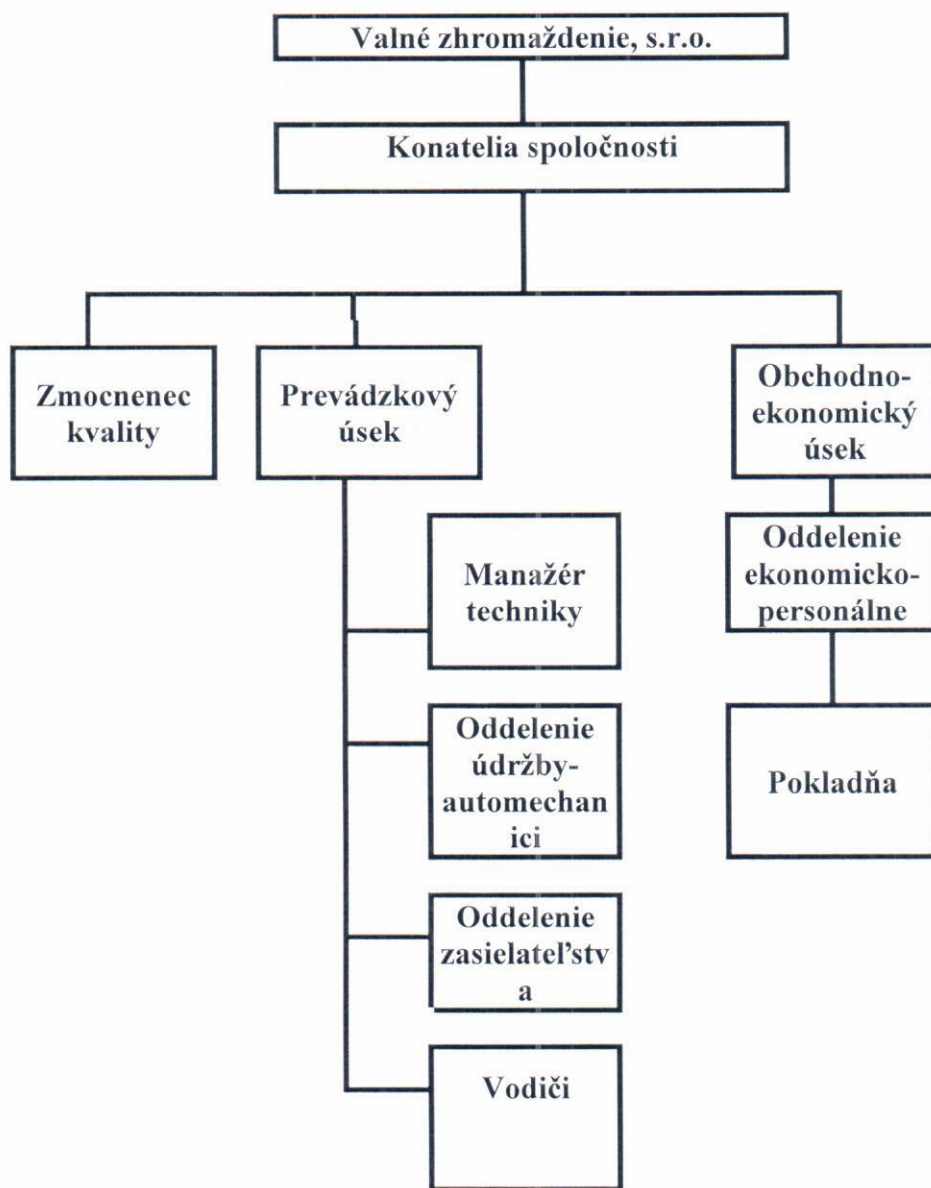 Valné zhromaždenie, s.r.o.
Konatelia spoločnosti
Zmocnenec
kvality
Prevádzkový
úsek
Obchodno-
ekonomický
úsek
Manažér
techniky
Oddelenie
ekonomicko-
personálne
Oddelenie
údržby-
automechan
ici
Pokladňa
Oddelenie
zasielateľstv
a
Vodiči